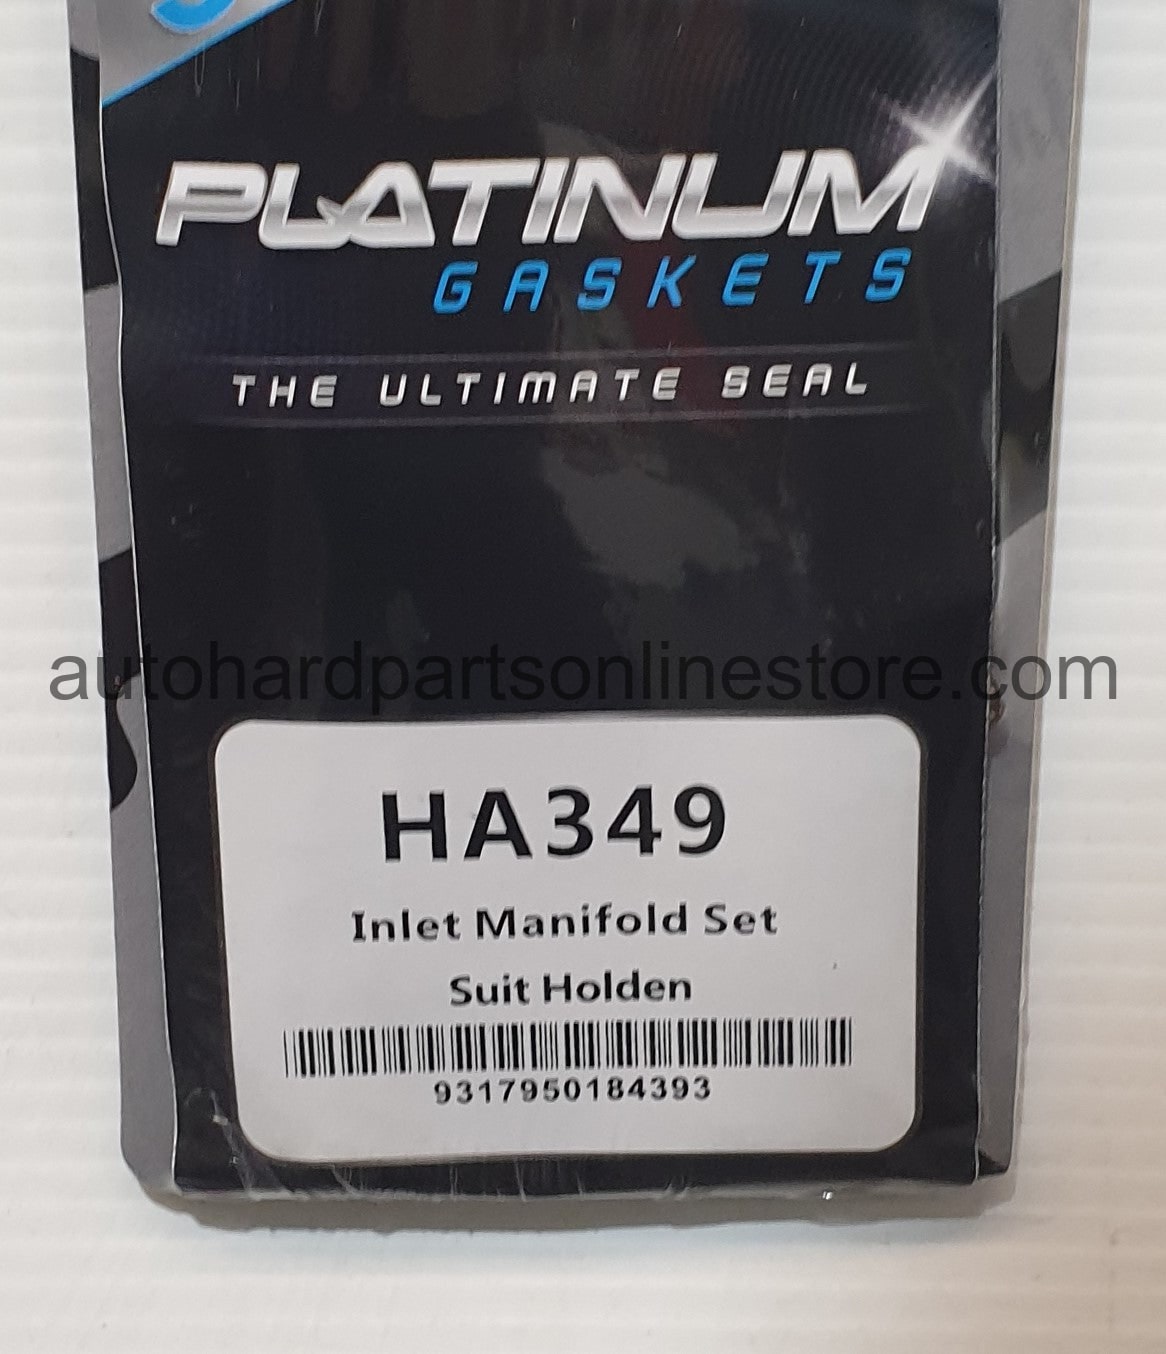 PLATINUM
GASKETS
THE ULTIMATE SEAL
autohardpartsonlinestore.com
HA349
Inlet Manifold Set
Suit Holden
9317950184393